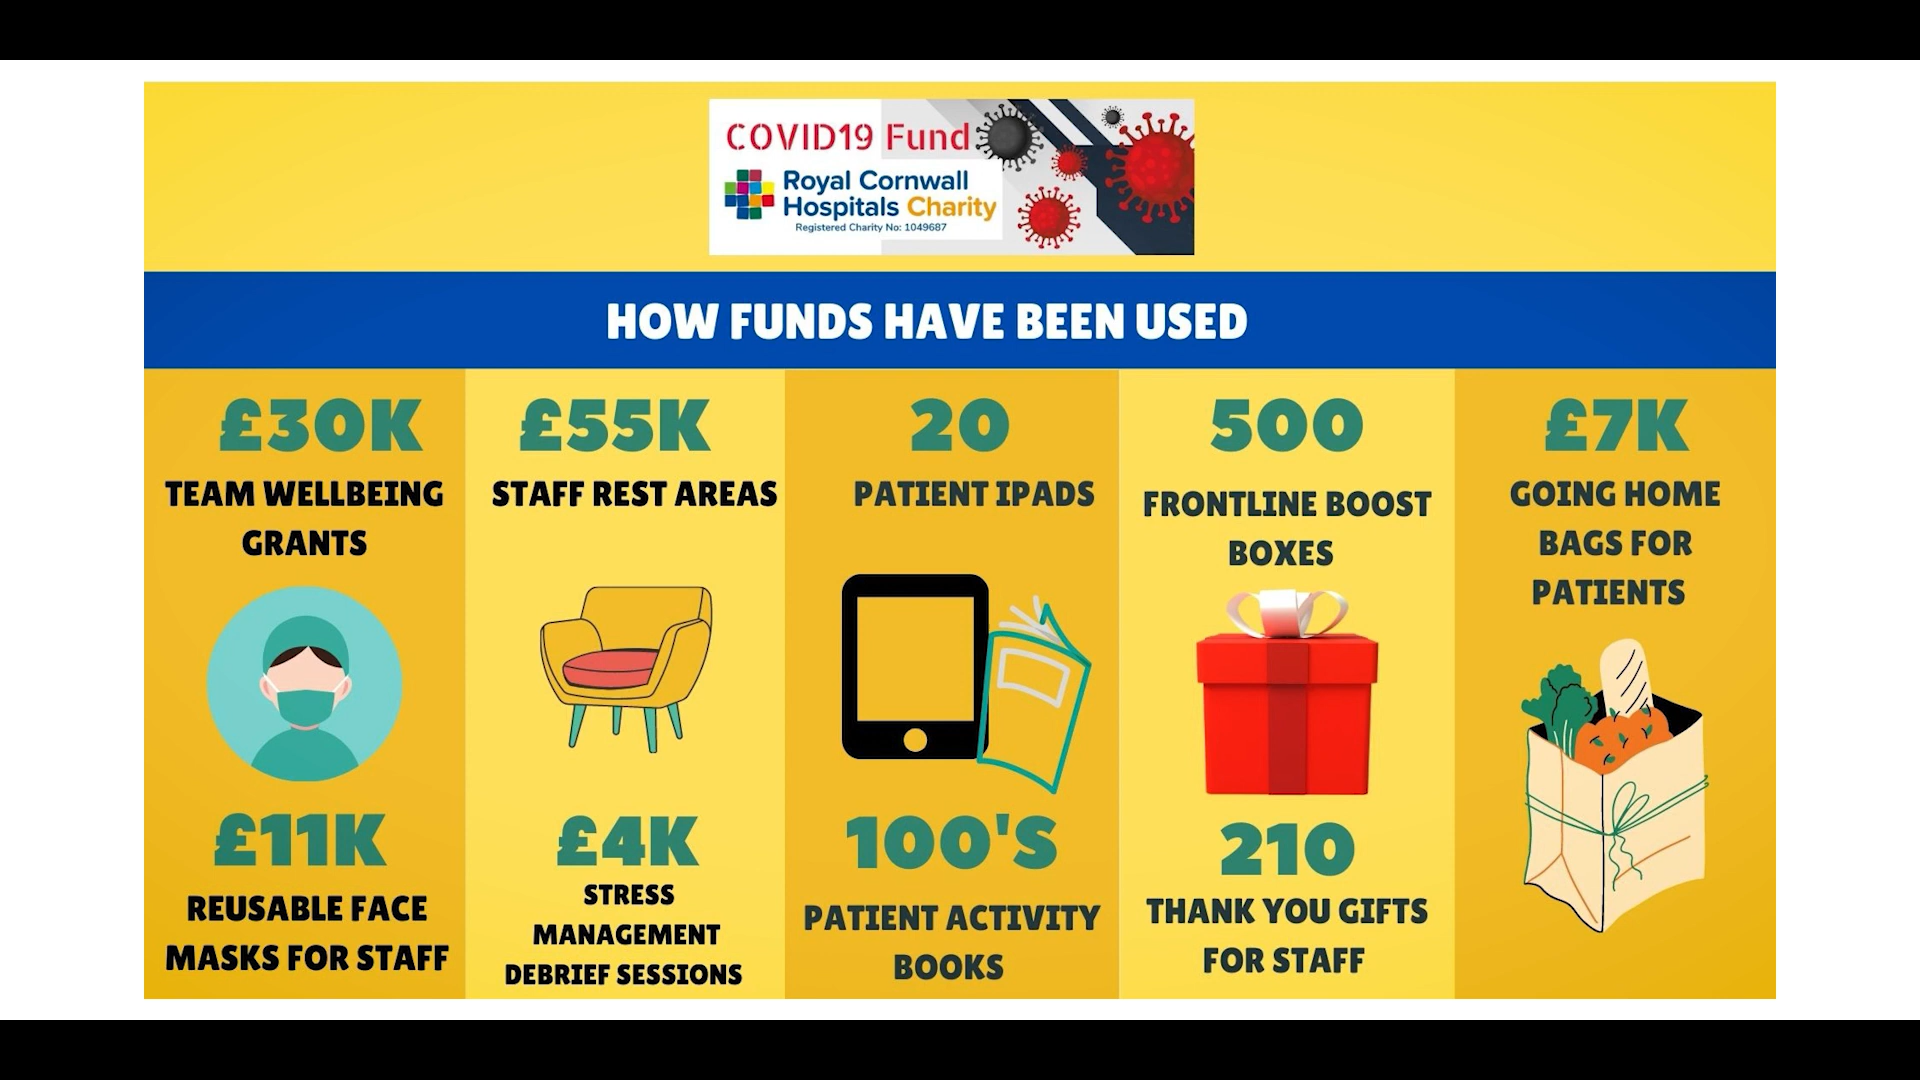 COVID19 Fund
Royal Cornwall
Hospitals Charity
Registered Charity No: 1049687
HOW FUNDS HAVE BEEN USED
£30K
TEAM WELLBEING
GRANTS
£11K
REUSABLE FACE
MASKS FOR STAFF
£55K
STAFF REST AREAS
£4K
STRESS
MANAGEMENT
DEBRIEF SESSIONS
20
PATIENT IPADS
100'S
PATIENT ACTIVITY
BOOKS
500
FRONTLINE BOOST
BOXES
210
THANK YOU GIFTS
FOR STAFF
£7K
GOING HOME
BAGS FOR
PATIENTS